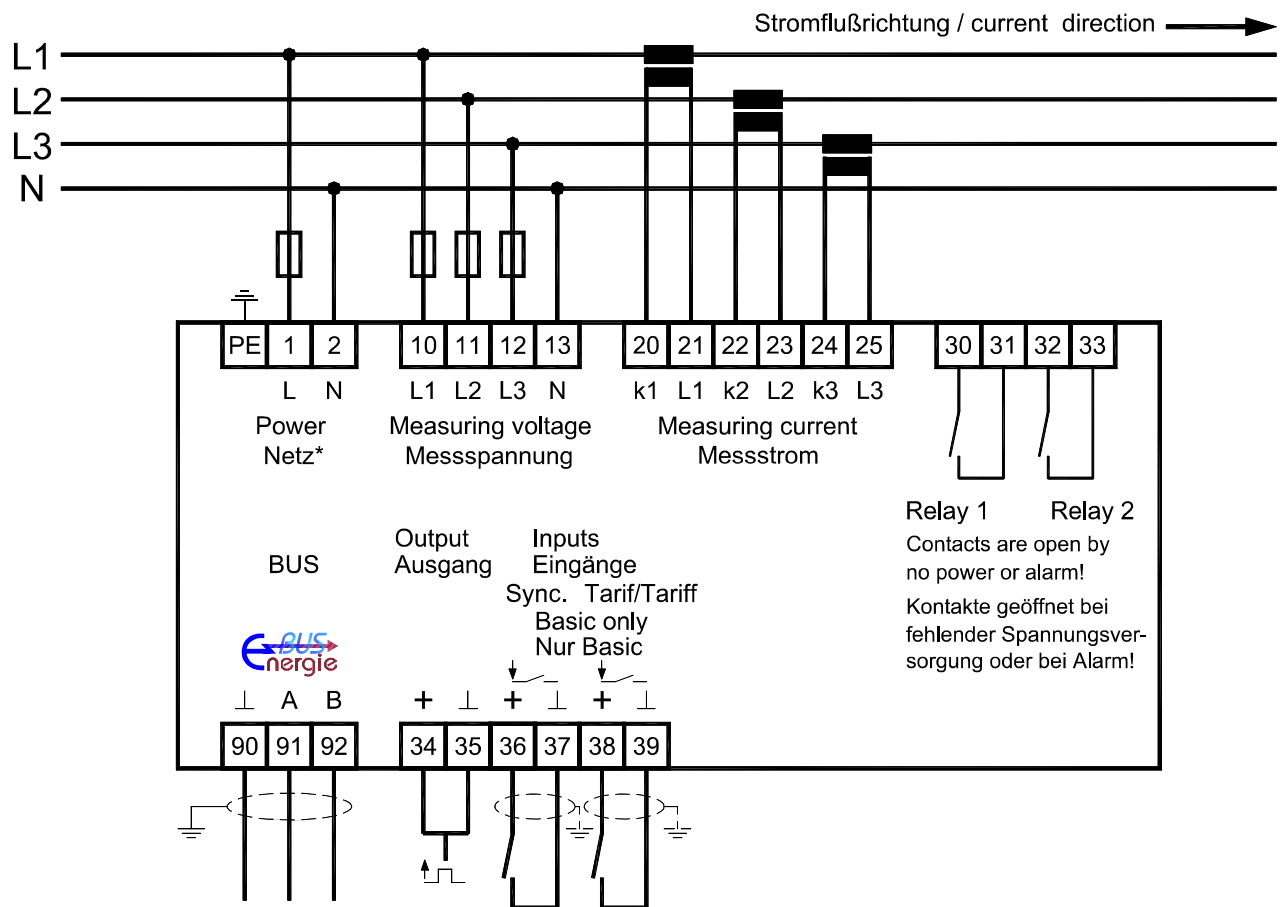 Stromflußrichtung / current direction
L1
L2
L3
N
PE 1 2 10 11 12 13 20 21 22 23 24 25 30 31 32 33
L N L1 L2 L3 N k1 L1 k2 L2 k3 L3
Power
Netz*
Measuring voltage
Messspannung
Measuring current
Messstrom
Relay 1 Relay 2
Contacts are open by
no power or alarm!
Kontakte geöffnet bei
fehlender Spannungsver-
sorgung oder bei Alarm!
BUS
Output
Ausgang
Inputs
Eingänge
Sync. Tarif/Tariff
Basic only
Nur Basic
BUS
Energie
⊥ A B + ⊥ + ⊥ + ⊥
90 91 92 34 35 36 37 38 39